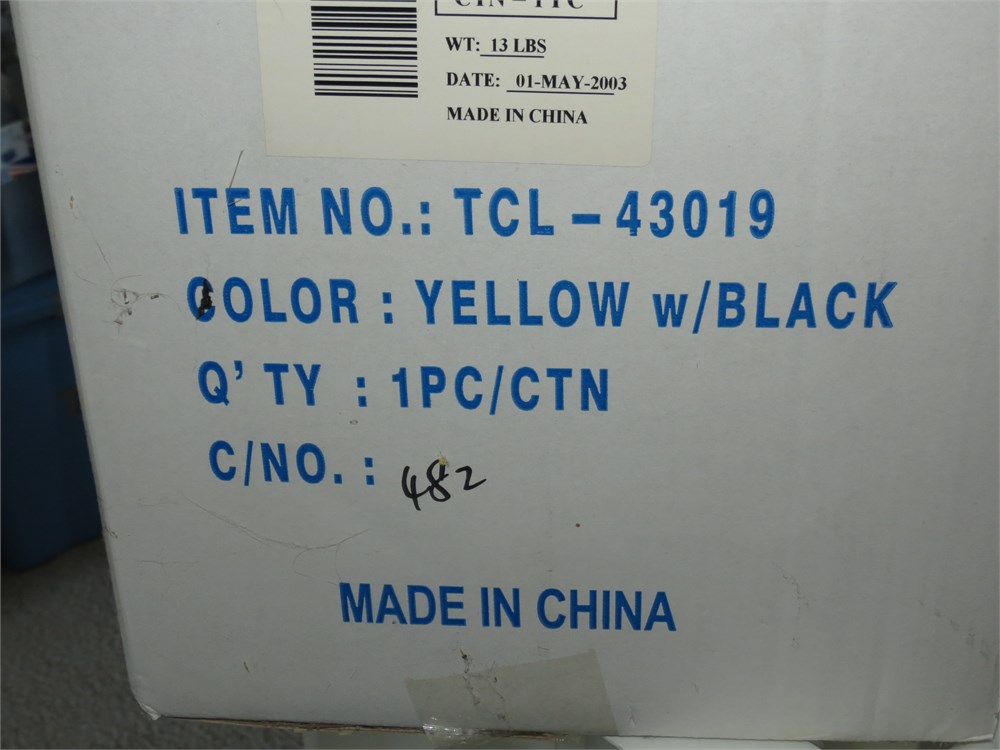 WT: 13 LBS
DATE: 01-MAY-2003
MADE IN CHINA
ITEM NO.: TCL-43019
COLOR : YELLOW w/BLACK
Q'TY : 1PC/CTN
C/NO. : 482
MADE IN CHINA